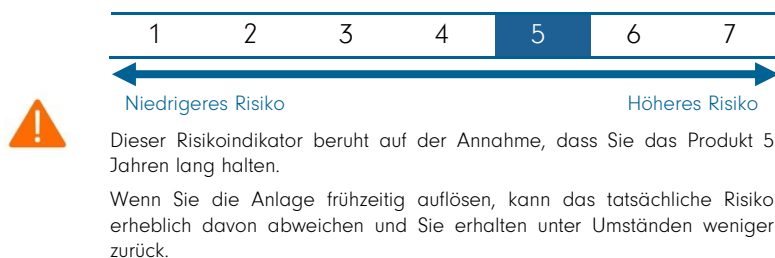 1 2 3 4 5 6 7
Niedrigeres Risiko Höheres Risiko
Dieser Risikoindikator beruht auf der Annahme, dass Sie das Produkt 5
Jahren lang halten.
Wenn Sie die Anlage frühzeitig auflösen, kann das tatsächliche Risiko
erheblich davon abweichen und Sie erhalten unter Umständen weniger
zurück.